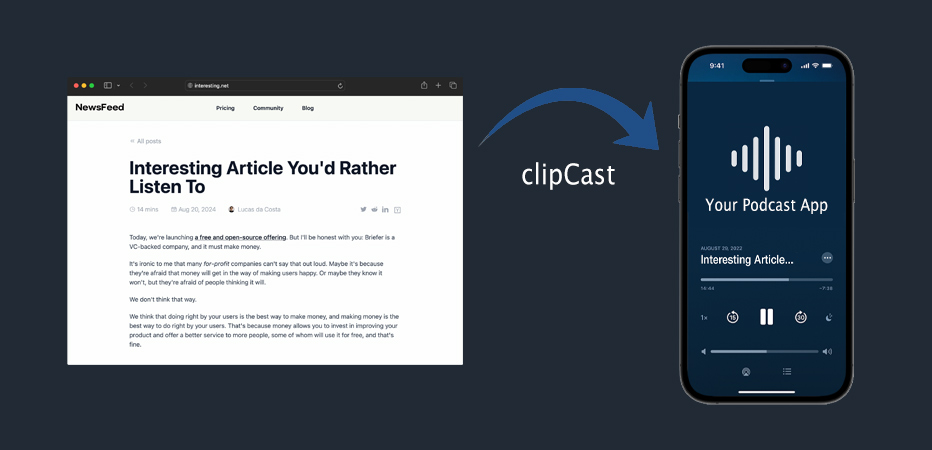 interesting.net
NewsFeed
Pricing
Community
Blog
All posts
Interesting Article You'd Rather
Listen To
14 mins
Aug 20, 2024
Lucas da Costa
Today, we're launching a free and open-source offering. But I'll be honest with you: Briefer is a
VC-backed company, and it must make money.
It's ironic to me that many for-profit companies can't say that out loud. Maybe it's because
they're afraid that money will get in the way of making users happy. Or maybe they know it
won't, but they're afraid of people thinking it will.
We don't think that way.
We think that doing right by your users is the best way to make money, and making money is the
best way to do right by your users. That's because money allows you to invest in improving your
product and offer a better service to more people, some of whom will use it for free, and that's
fine.
clipCast
9:41
Your Podcast App
AUGUST 29, 2022
Interesting Article...
14:44
-7:28
1x
15
30